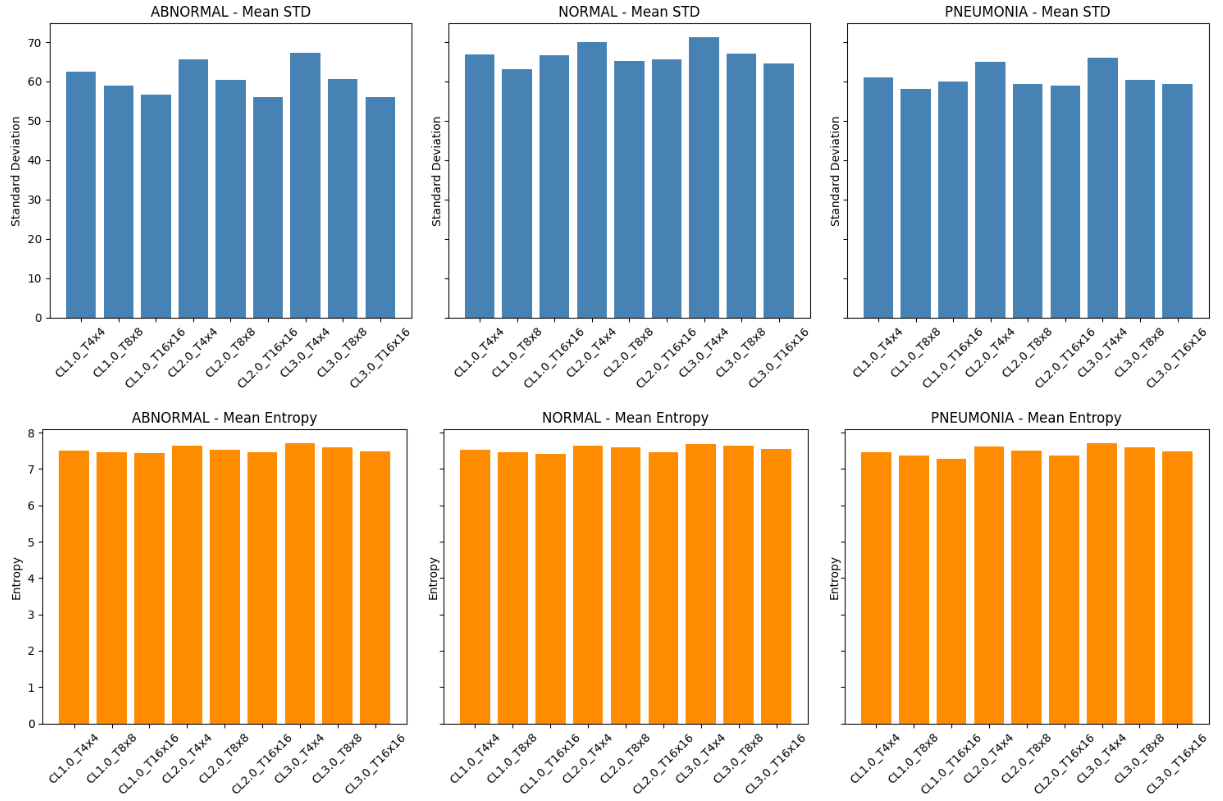 ABNORMAL - Mean STD
NORMAL - Mean STD
PNEUMONIA - Mean STD
Standard Deviation
70
60
50
40
30
20
10
0
CL1.0_T4x4
CL1.0_T8x8
CL1.0_T16x16
CL2.0_T4x4
CL2.0_T8x8
CL2.0_T16x16
CL3.0_T4x4
CL3.0_T8x8
CL3.0_T16x16
Standard Deviation
CL1.0_T4x4
CL1.0_T8x8
CL1.0_T16x16
CL2.0_T4x4
CL2.0_T8x8
CL2.0_T16x16
CL3.0_T4x4
CL3.0_T8x8
CL3.0_T16x16
Standard Deviation
CL1.0_T4x4
CL1.0_T8x8
CL1.0_T16x16
CL2.0_T4x4
CL2.0_T8x8
CL2.0_T16x16
CL3.0_T4x4
CL3.0_T8x8
CL3.0_T16x16
ABNORMAL - Mean Entropy
NORMAL - Mean Entropy
PNEUMONIA - Mean Entropy
Entropy
8
7
6
5
4
3
2
1
0
CL1.0_T4x4
CL1.0_T8x8
CL1.0_T16x16
CL2.0_T4x4
CL2.0_T8x8
CL2.0_T16x16
CL3.0_T4x4
CL3.0_T8x8
CL3.0_T16x16
Entropy
CL1.0_T4x4
CL1.0_T8x8
CL1.0_T16x16
CL2.0_T4x4
CL2.0_T8x8
CL2.0_T16x16
CL3.0_T4x4
CL3.0_T8x8
CL3.0_T16x16
Entropy
CL1.0_T4x4
CL1.0_T8x8
CL1.0_T16x16
CL2.0_T4x4
CL2.0_T8x8
CL2.0_T16x16
CL3.0_T4x4
CL3.0_T8x8
CL3.0_T16x16